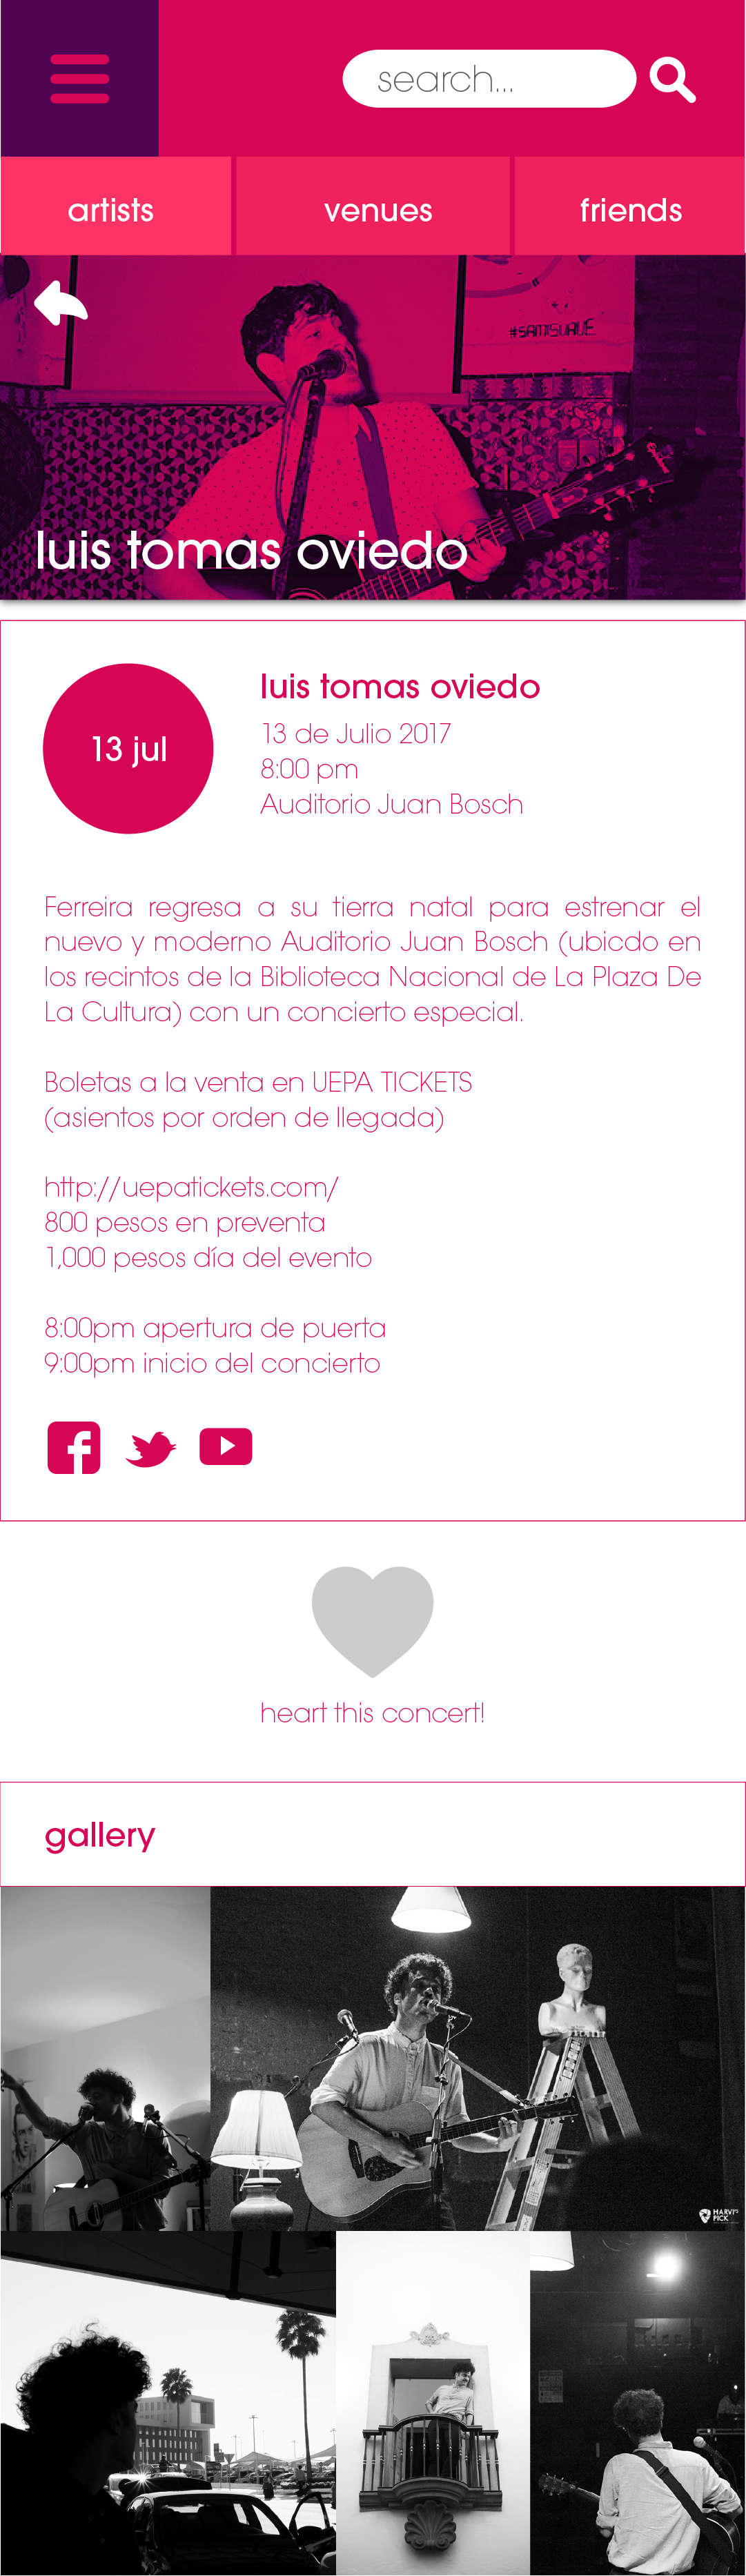 search...
artists
venues
friends
#SAMISUAVE
luis tomas oviedo
13 jul
luis tomas oviedo
13 de Julio 2017
8:00 pm
Auditorio Juan Bosch
Ferreira regresa a su tierra natal para estrenar el
nuevo y moderno Auditorio Juan Bosch (ubicdo en
los recintos de la Biblioteca Nacional de La Plaza De
La Cultura) con un concierto especial.
Boletas a la venta en UEPA TICKETS
(asientos por orden de llegada)
http://uepatickets.com/
800 pesos en preventa
1,000 pesos día del evento
8:00pm apertura de puerta
9:00pm inicio del concierto
heart this concert!
gallery
HARVI
PICK